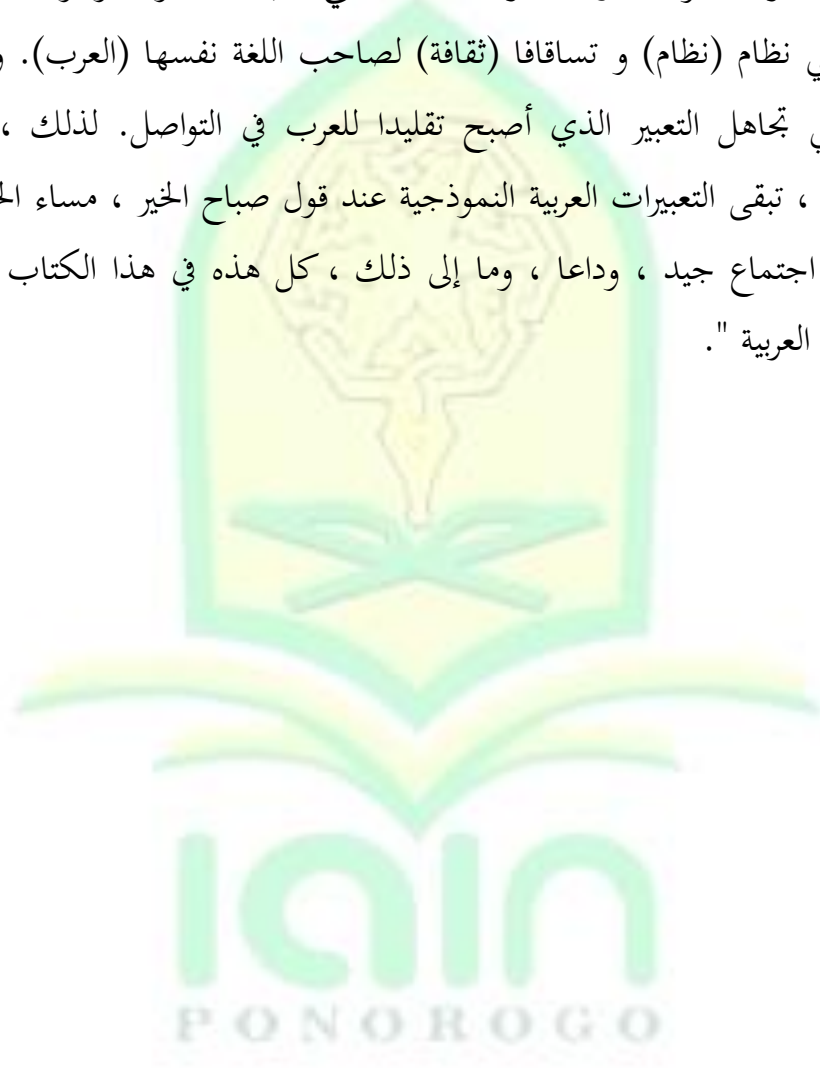 نظام (نظام) و تساقافا (ثقافة) لصاحب اللغة نفسها (العرب).
تجاهل التعبير الذي أصبح تقليدا للعرب في التواصل. لذلك ،
، تبقى التعبيرات العربية النموذجية عند قول صباح الخير ، مساء
اجتماع جيد ، وداعا ، وما إلى ذلك ، كل هذه في هذا الكتاب
العربية ".
iain
PONOROGO